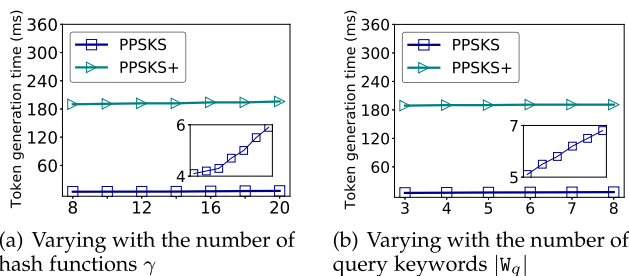 Token generation time (ms)
360
300
240
180
120
60
PPSKS
PPSKS+
6
4
8
12
16
20
(a) Varying with the number of
hash functions γ
Token generation time (ms)
360
300
240
180
120
60
PPSKS
PPSKS+
7
5
3
4
5
6
7
8
(b) Varying with the number of
query keywords |W_q|